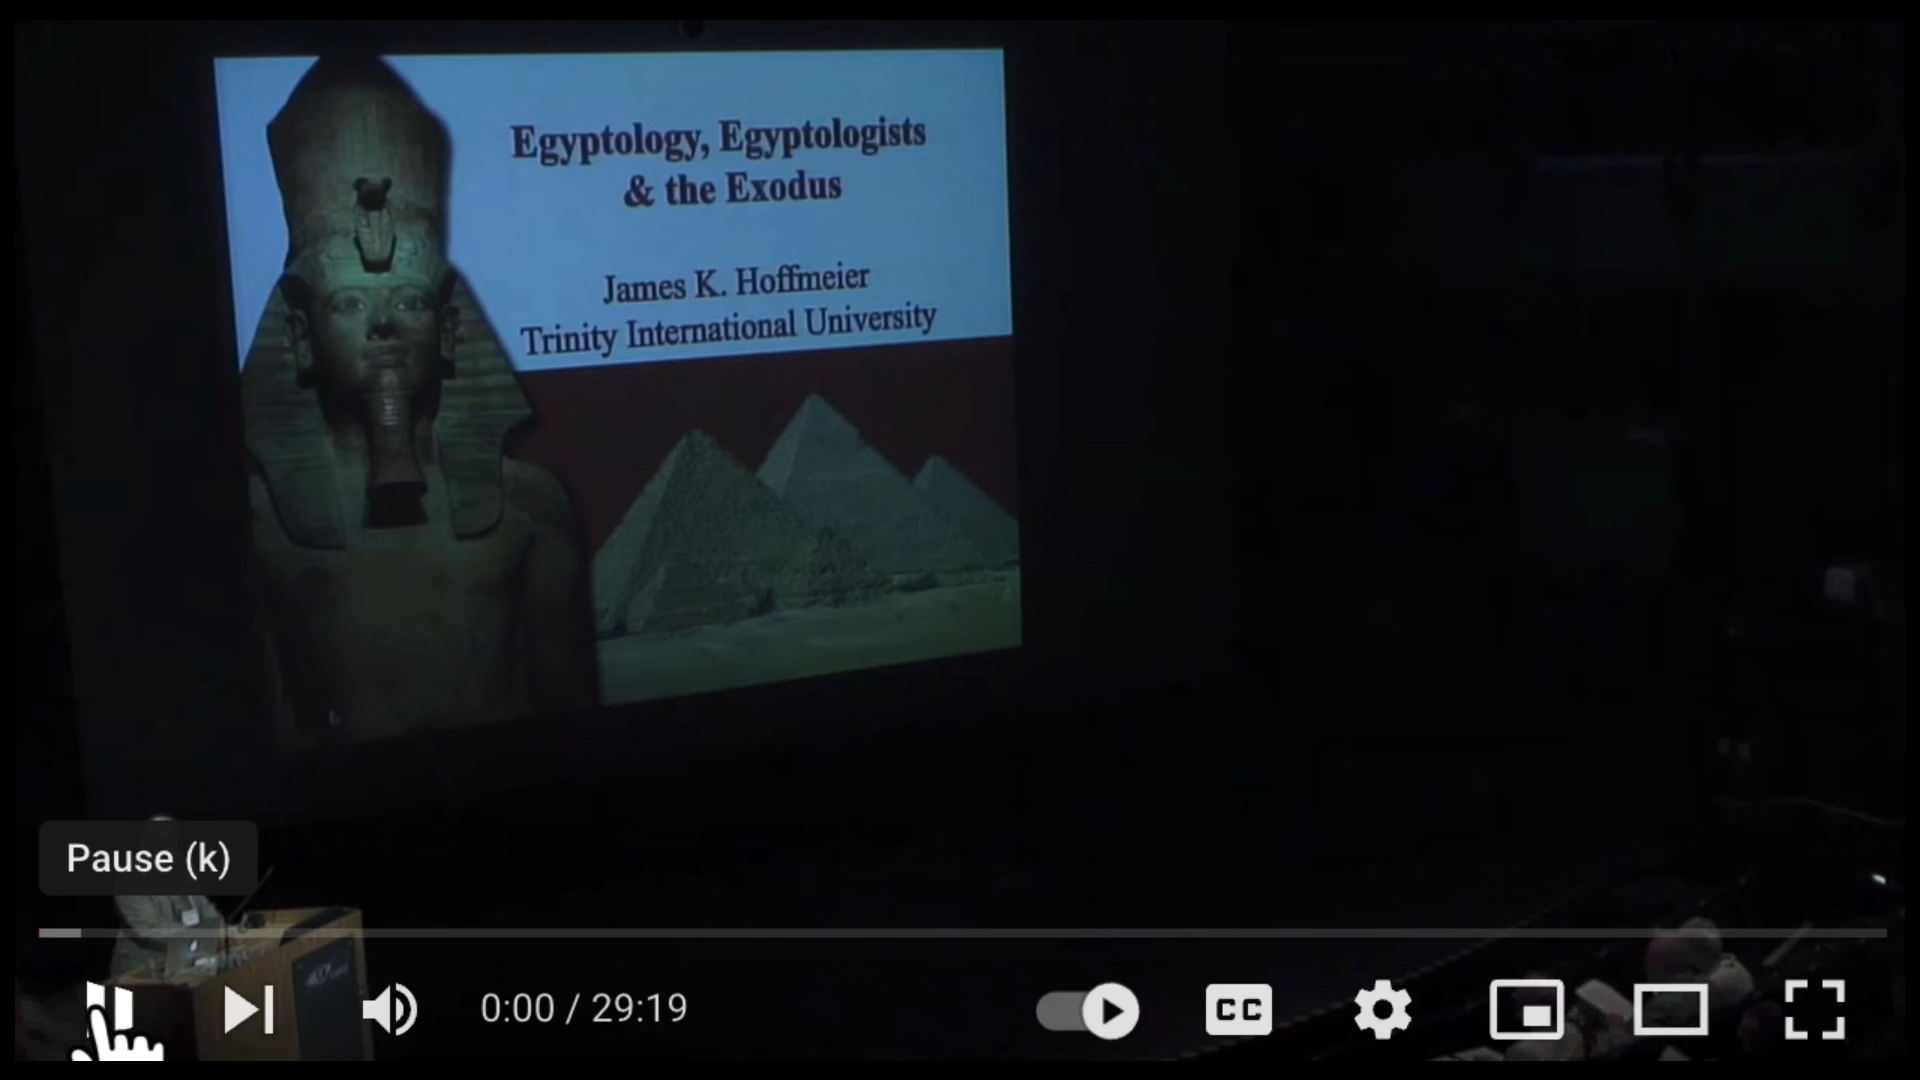 Egyptology, Egyptologists
& the Exodus
James K. Hoffmeier
Trinity International University
Pause (k)
0:00 / 29:19
CC